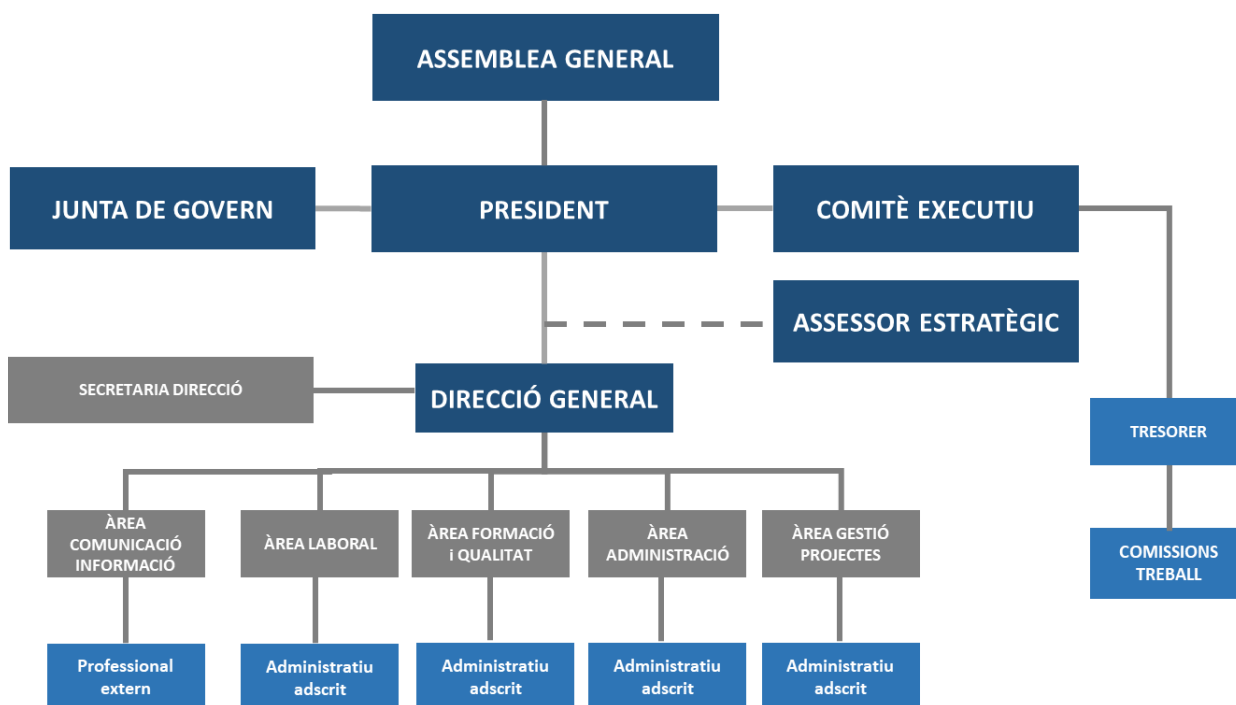 ASSEMBLEA GENERAL
JUNTA DE GOVERN
PRESIDENT
COMITÈ EXECUTIU
ASSESSOR ESTRATÈGIC
SECRETARIA DIRECCIÓ
DIRECCIÓ GENERAL
TRESORER
ÀREA
COMUNICACIÓ
INFORMACIÓ
ÀREA LABORAL
ÀREA FORMACIÓ
i QUALITAT
ÀREA
ADMINISTRACIÓ
ÀREA GESTIÓ
PROJECTES
COMISSIONS
TREBALL
Professional
extern
Administratiu
adscrit
Administratiu
adscrit
Administratiu
adscrit
Administratiu
adscrit